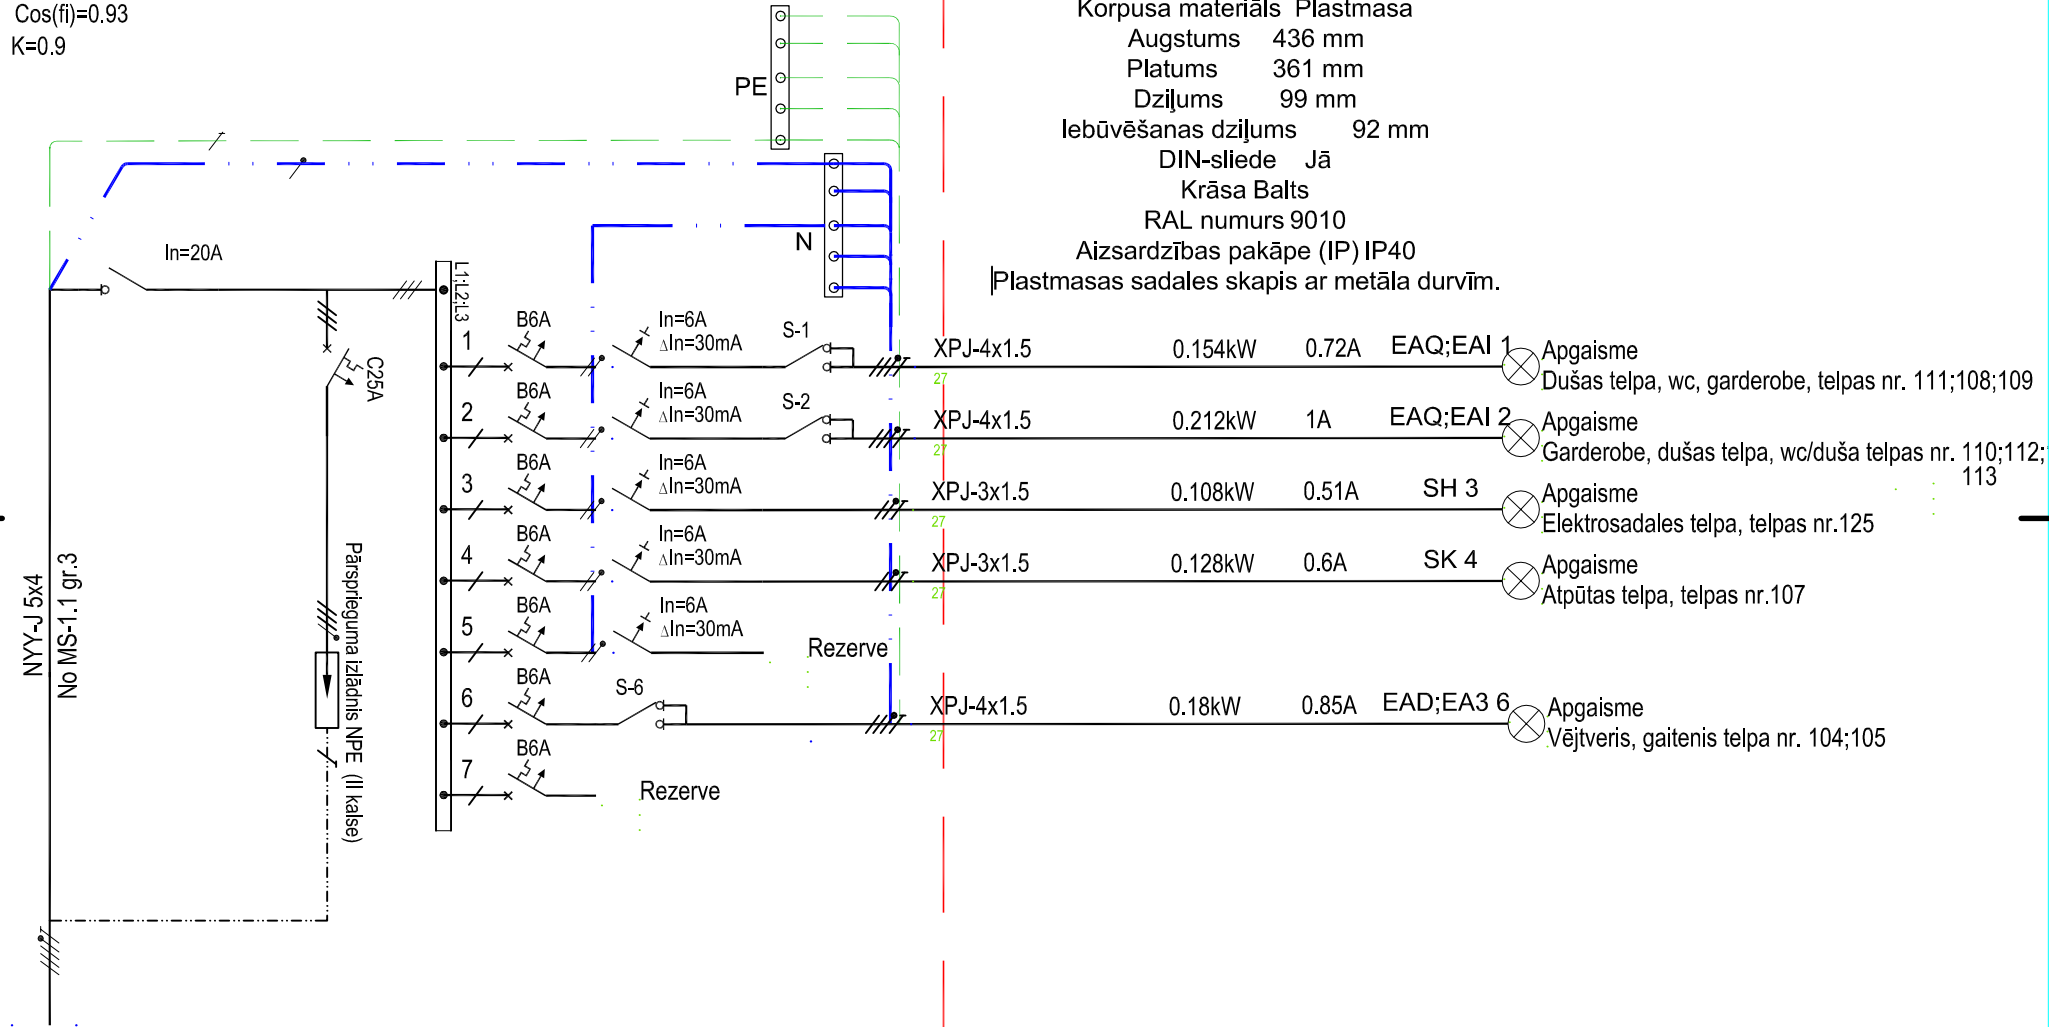 Cos(fi)=0.93
K=0.9
Korpusa materiāls Plastmasa
Augstums 436 mm
Platums 361 mm
Dziļums 99 mm
Iebūvēšanas dziļums 92 mm
DIN-sliede Jā
Krāsa Balts
RAL numurs 9010
Aizsardzības pakāpe (IP) IP40
Plastmasas sadales skapis ar metāla durvīm.
PE
N
In=20A
L1;L2;L3
C25A
NYY-J 5x4
No MS-1.1 gr.3
Pārsprieguma izlādnis NPE (II kalse)
1
B6A
In=6A
ΔIn=30mA
S-1
XPJ-4x1.5
27
0.154kW
0.72A
EAQ;EAI 1
Apgaisme
Dušas telpa, wc, garderobe, telpas nr. 111;108;109
2
B6A
In=6A
ΔIn=30mA
S-2
XPJ-4x1.5
27
0.212kW
1A
EAQ;EAI 2
Apgaisme
Garderobe, dušas telpa, wc/duša telpas nr. 110;112;
113
3
B6A
In=6A
ΔIn=30mA
XPJ-3x1.5
27
0.108kW
0.51A
SH 3
Apgaisme
Elektrosadales telpa, telpas nr.125
4
B6A
In=6A
ΔIn=30mA
XPJ-3x1.5
27
0.128kW
0.6A
SK 4
Apgaisme
Atpūtas telpa, telpas nr.107
5
B6A
In=6A
ΔIn=30mA
Rezerve
6
B6A
S-6
XPJ-4x1.5
27
0.18kW
0.85A
EAD;EA3 6
Apgaisme
Vējtveris, gaitenis telpa nr. 104;105
7
B6A
Rezerve